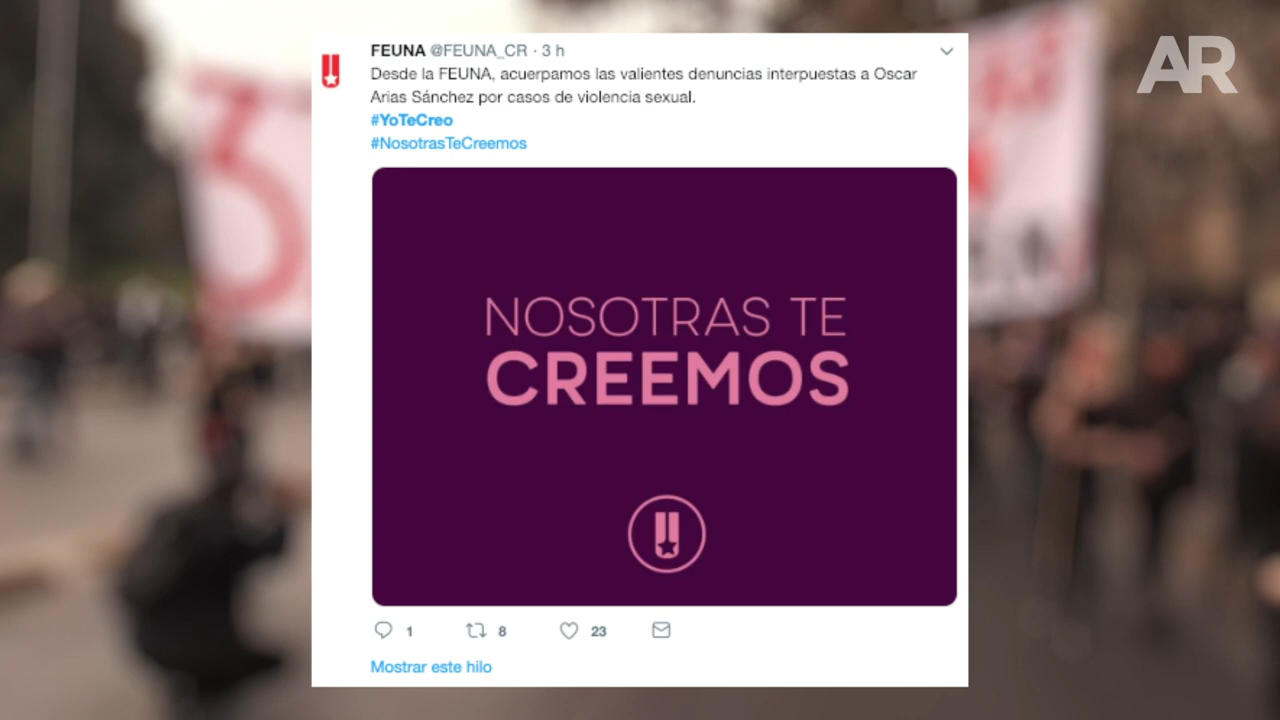 AR
FEUNA @FEUNA_CR · 3 h
Desde la FEUNA, acuerpamos las valientes denuncias interpuestas a Oscar
Arias Sánchez por casos de violencia sexual.
#YoTeCreo
#NosotrasTeCreemos
NOSOTRAS TE
CREEMOS
1 8 23
Mostrar este hilo